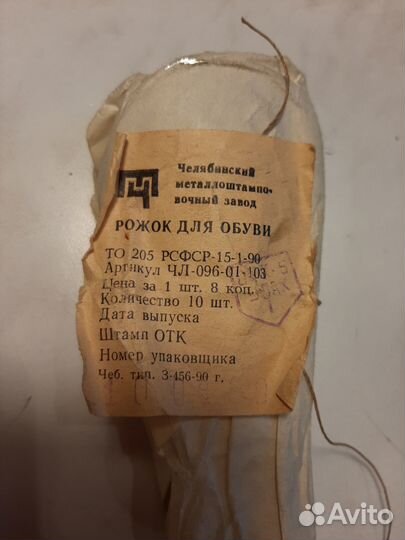 Челябинский
металлоштампо-
вочный завод
РОЖОК ДЛЯ ОБУВИ
ТО 205 РСФСР-15-1-90
Артикул ЧЛ-096-01-103
Цена за 1 шт. 8 коп.
Количество 10 шт.
Дата выпуска
Штамп ОТК
Номер упаковщика
Чеб. тип. З-456-90 г.
Avito